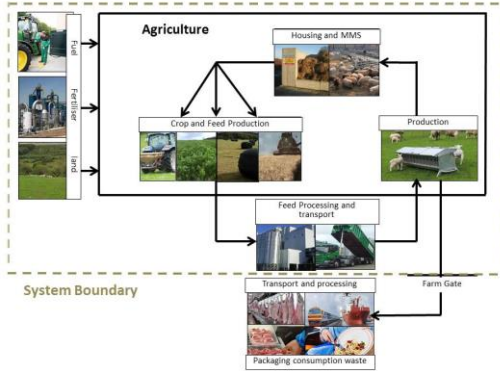 Agriculture
Housing and MMS
Fuel
Fertiliser
land
Crop and Feed Production
Production
Feed Processing and
transport
System Boundary
Transport and processing
Farm Gate
Packaging consumption waste